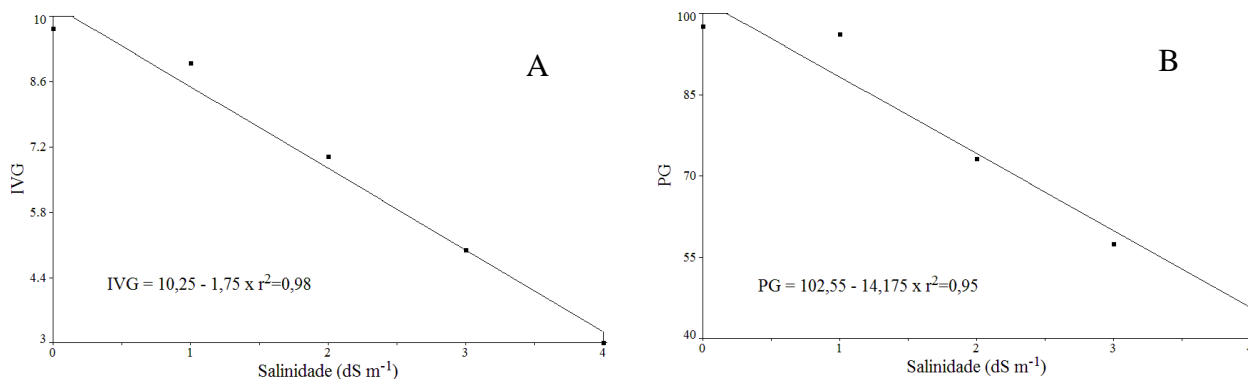 10
8.6
7.2
5.8
4.4
3
IVG
A
IVG = 10,25 - 1,75 x r²=0,98
0 1 2 3 4
Salinidade (dS m⁻¹)
100
85
70
55
40
PG
B
PG = 102,55 - 14,175 x r²=0,95
0 1 2 3
Salinidade (dS m⁻¹)